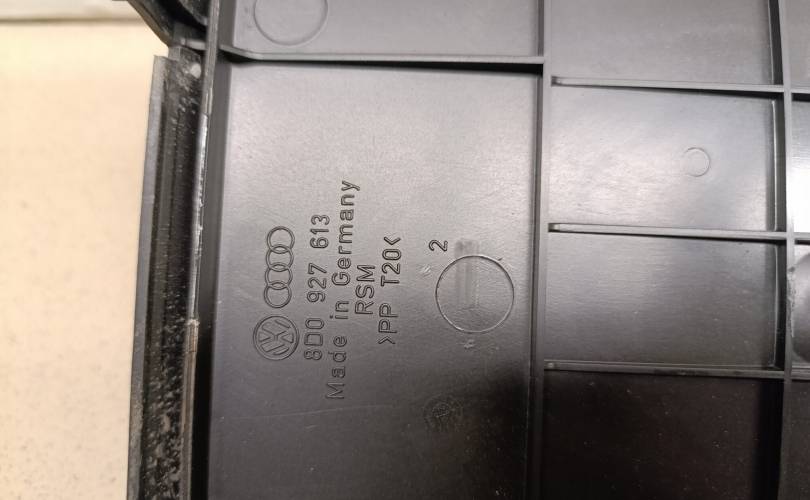 8D0 927 613
Made in Germany
RSM
>PP T20<
2